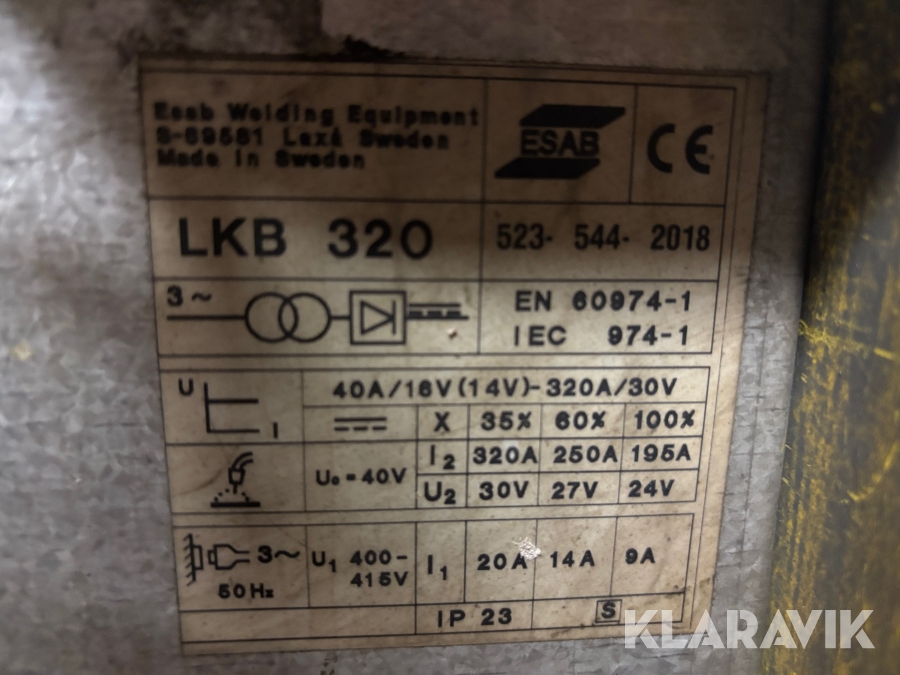 Esab Welding Equipment
S-69581 Laxå Sweden
Made in Sweden
ESAB
CE
LKB 320
523- 544- 2018
3~
EN 60974-1
IEC 974-1
U
I
40A/16V(14V)-320A/30V
X 35% 60% 100%
U₀=40V
I₂ 320A 250A 195A
U₂ 30V 27V 24V
3~
50Hz
U₁ 400-
415V
I₁ 20A 14A 9A
IP 23
S
KLARAVIK